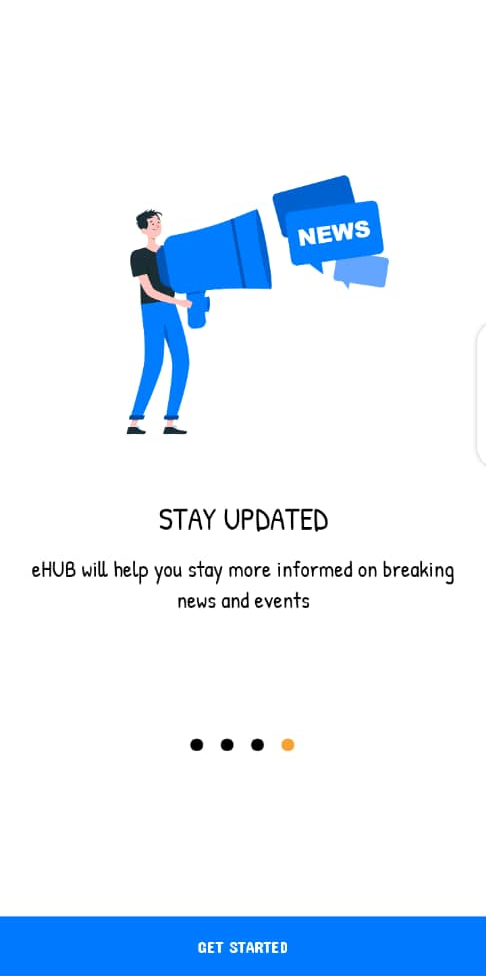 NEWS
STAY UPDATED
eHUB will help you stay more informed on breaking
news and events
GET STARTED